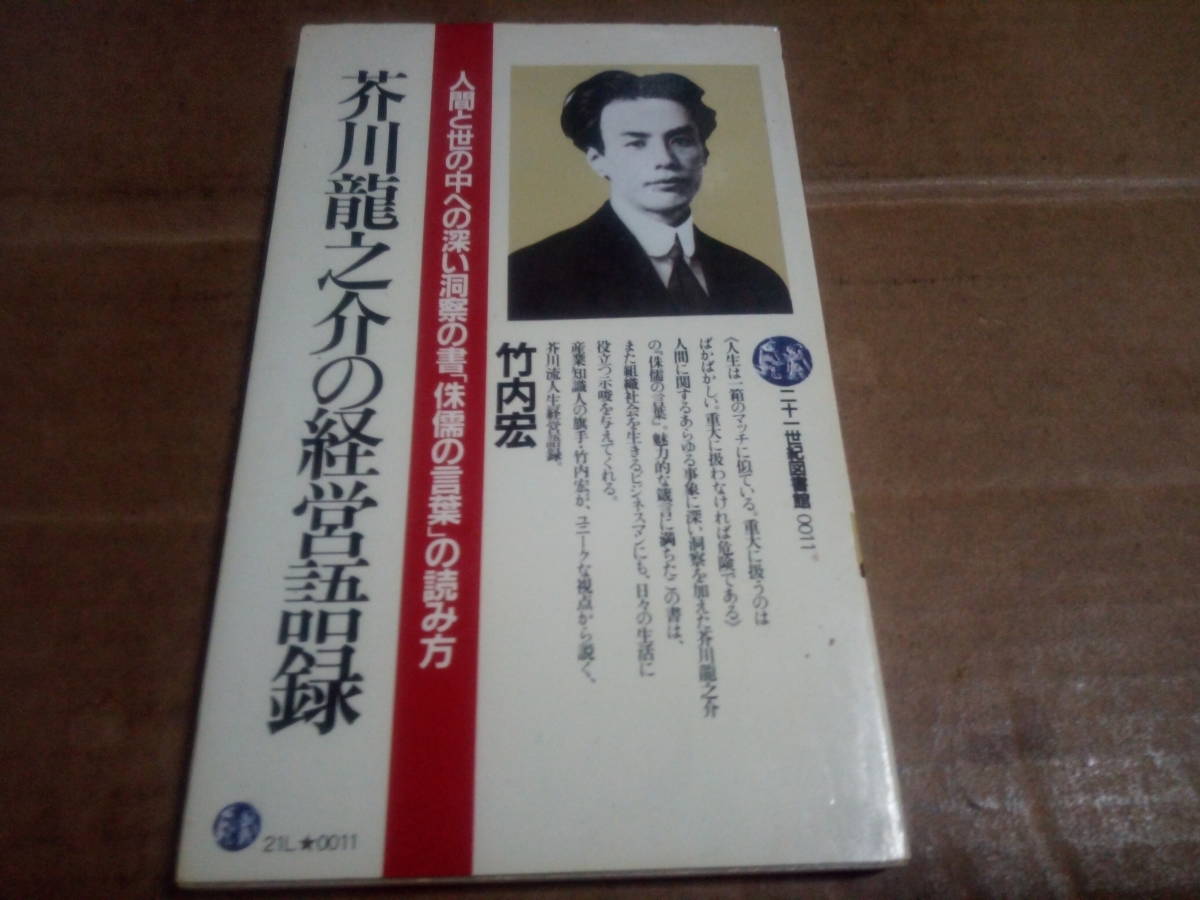 二十一世紀図書館 0011
〈人生は一箱のマッチに似ている。重大に扱うのは
ばかばかしい。重大に扱わなければ危険である〉
人間に関するあらゆる事象に深い洞察を加えた芥川龍之介
の『侏儒の言葉』。魅力的な箴言に満ちたこの書は、
また組織社会を生きるビジネスマンにも、日々の生活に
役立つ示唆を与えてくれる。
産業知識人の旗手・竹内宏が、ユニークな視点から説く、
芥川流人生経営語録。
竹内宏
人間と世の中への深い洞察の書「侏儒の言葉」の読み方
芥川龍之介の経営語録
21L★0011